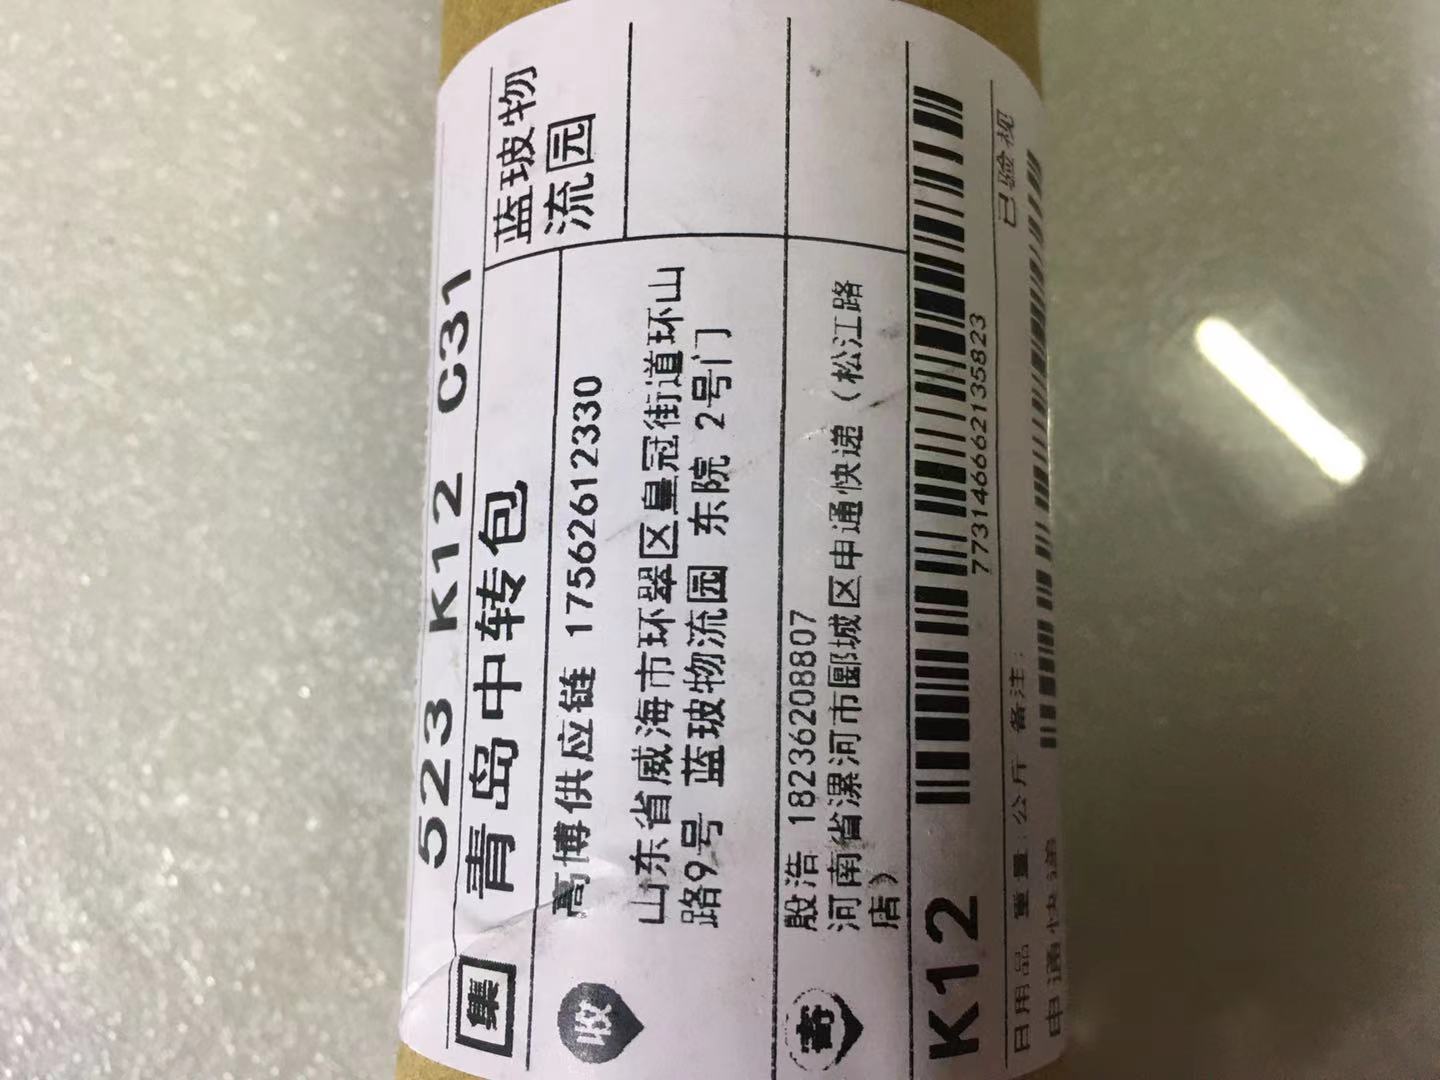 523 K12 C31
集 青岛中转包
蓝玻物
流园
收 高博供应链 17562612330
山东省威海市环翠区皇冠街道环山
路9号 蓝玻物流园 东院 2号门
寄 殷浩 18236208807
河南省漯河市郾城区申通快递（松江路
店）
K12
773146662135823
日用品 重量:公斤 备注:
已验视
申通快递